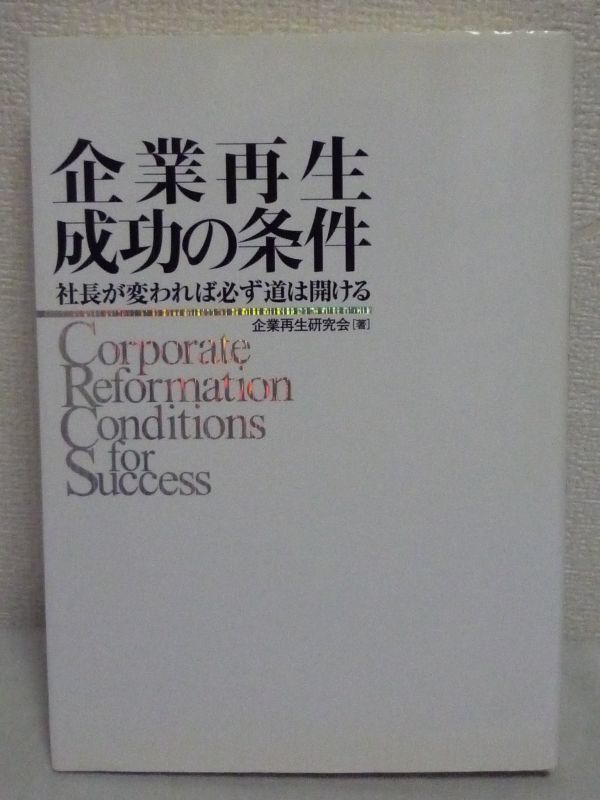 企業再生
成功の条件
社長が変われば必ず道は開ける
企業再生研究会[著]
Corporate
Reformation
Conditions
for
Success